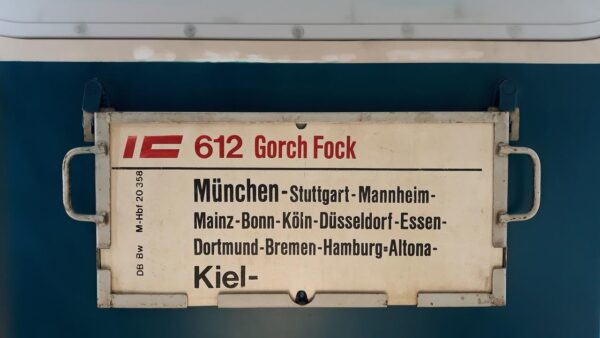 IC 612 Gorch Fock
München-Stuttgart-Mannheim-
Mainz-Bonn-Köln-Düsseldorf-Essen-
Dortmund-Bremen-Hamburg=Altona-
Kiel-
DB Bw M-Hbf 20 358